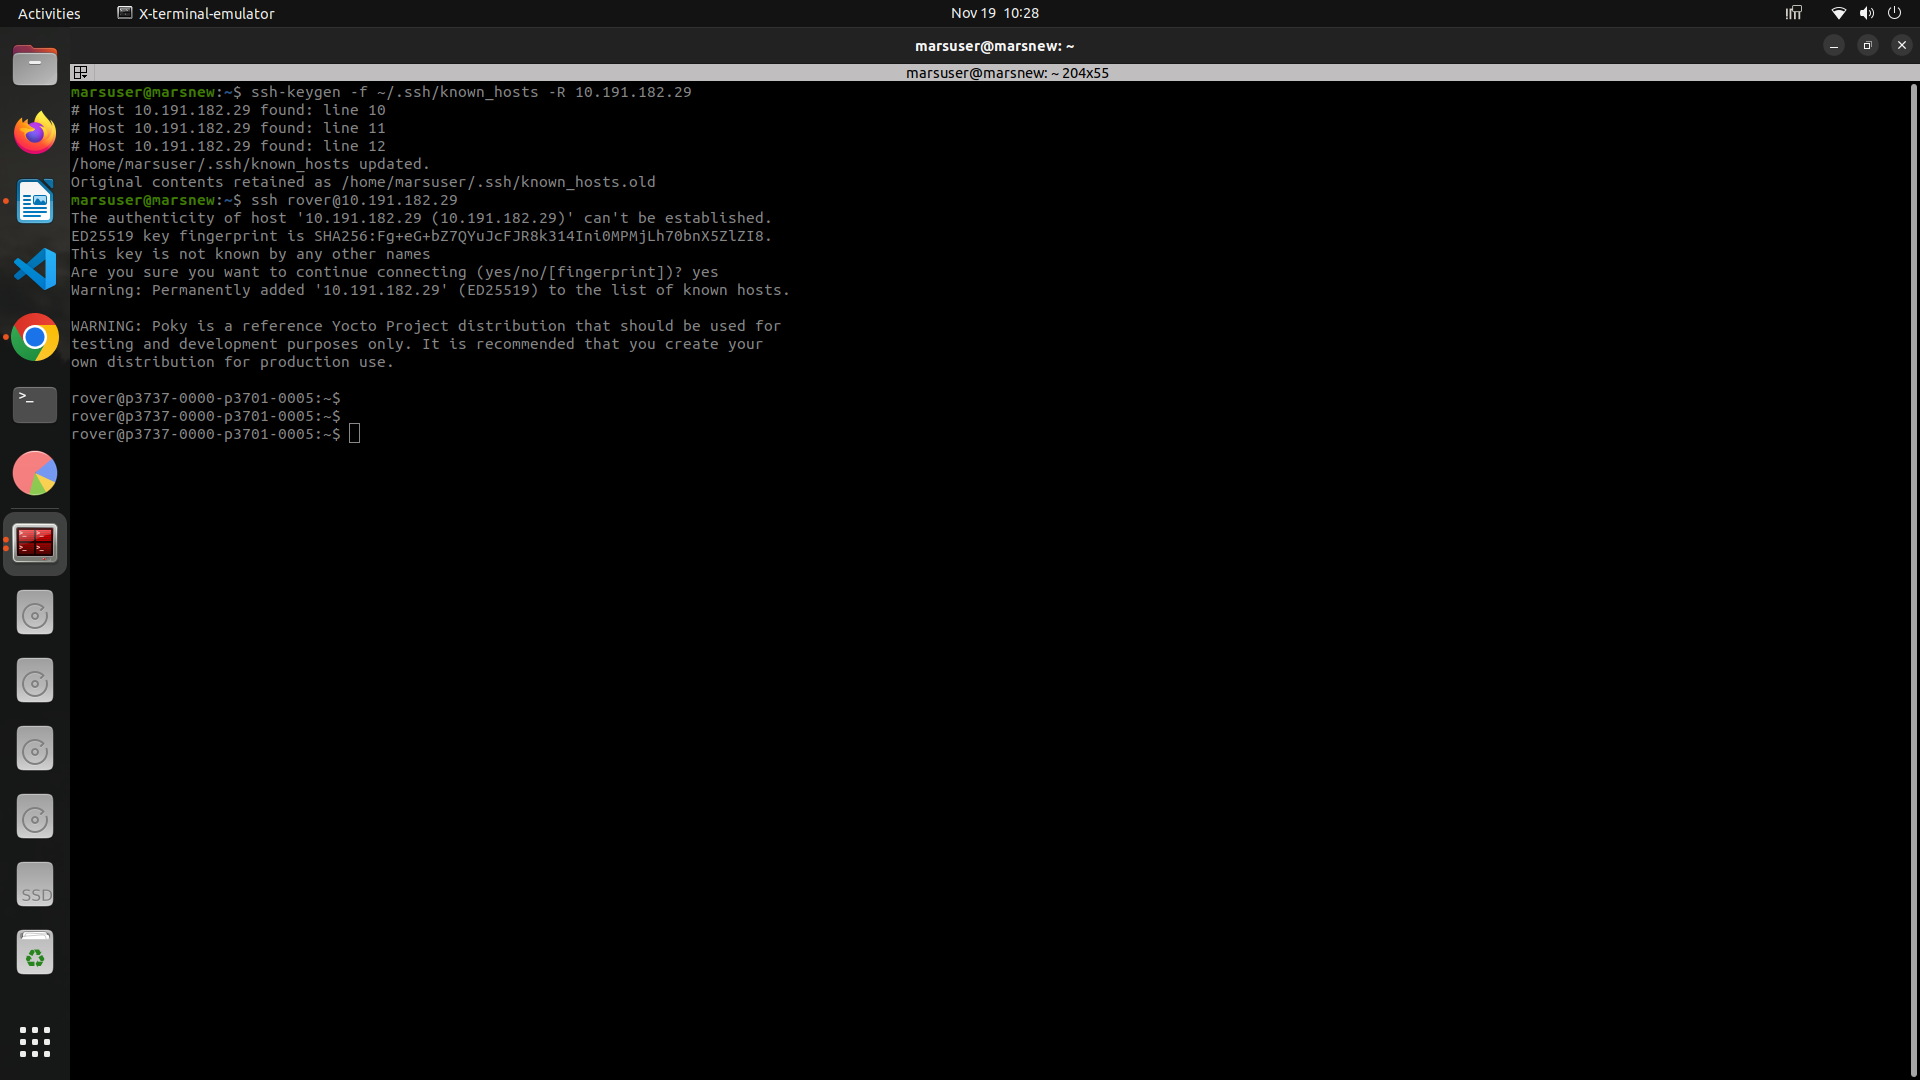 Activities
X-terminal-emulator
Nov 19 10:28
marsuser@marsnew: ~
marsuser@marsnew: ~ 204x55
marsuser@marsnew:~$ ssh-keygen -f ~/.ssh/known_hosts -R 10.191.182.29
# Host 10.191.182.29 found: line 10
# Host 10.191.182.29 found: line 11
# Host 10.191.182.29 found: line 12
/home/marsuser/.ssh/known_hosts updated.
Original contents retained as /home/marsuser/.ssh/known_hosts.old
marsuser@marsnew:~$ ssh rover@10.191.182.29
The authenticity of host '10.191.182.29 (10.191.182.29)' can't be established.
ED25519 key fingerprint is SHA256:Fg+eG+bZ7QYuJcFJR8k314Ini0MPMjLh70bnX5ZlZI8.
This key is not known by any other names
Are you sure you want to continue connecting (yes/no/[fingerprint])? yes
Warning: Permanently added '10.191.182.29' (ED25519) to the list of known hosts.
WARNING: Poky is a reference Yocto Project distribution that should be used for
testing and development purposes only. It is recommended that you create your
own distribution for production use.
rover@p3737-0000-p3701-0005:~$
rover@p3737-0000-p3701-0005:~$
rover@p3737-0000-p3701-0005:~$
SSD